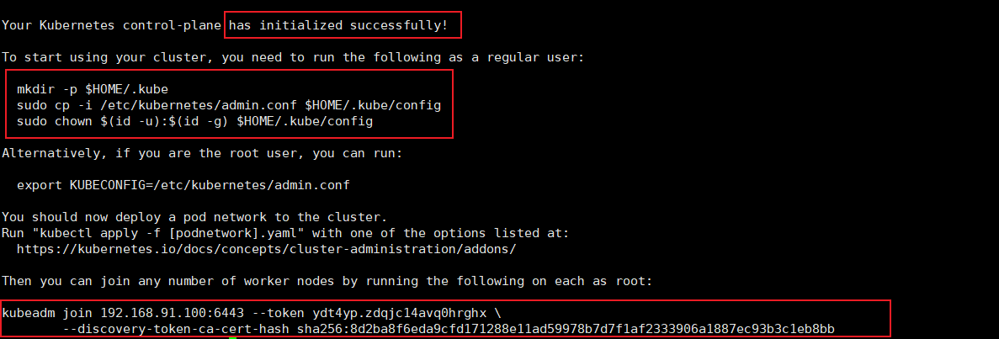 Your Kubernetes control-plane has initialized successfully!
To start using your cluster, you need to run the following as a regular user:
mkdir -p $HOME/.kube
sudo cp -i /etc/kubernetes/admin.conf $HOME/.kube/config
sudo chown $(id -u):$(id -g) $HOME/.kube/config
Alternatively, if you are the root user, you can run:
export KUBECONFIG=/etc/kubernetes/admin.conf
You should now deploy a pod network to the cluster.
Run "kubectl apply -f [podnetwork].yaml" with one of the options listed at:
https://kubernetes.io/docs/concepts/cluster-administration/addons/
Then you can join any number of worker nodes by running the following on each as root:
kubeadm join 192.168.91.100:6443 --token ydt4yp.zdqjc14avq0hrghx \
--discovery-token-ca-cert-hash sha256:8d2ba8f6eda9cfd171288e11ad59978b7d7f1af2333906a1887ec93b3c1eb8bb